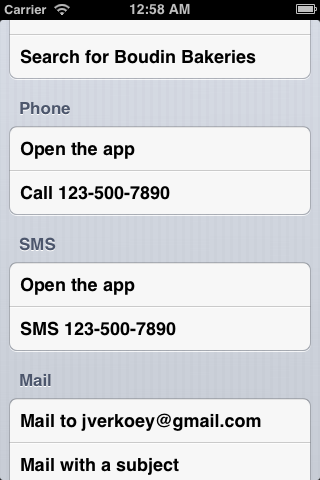 Carrier 12:58 AM
Search for Boudin Bakeries
Phone
Open the app
Call 123-500-7890
SMS
Open the app
SMS 123-500-7890
Mail
Mail to jverkoey@gmail.com
Mail with a subject